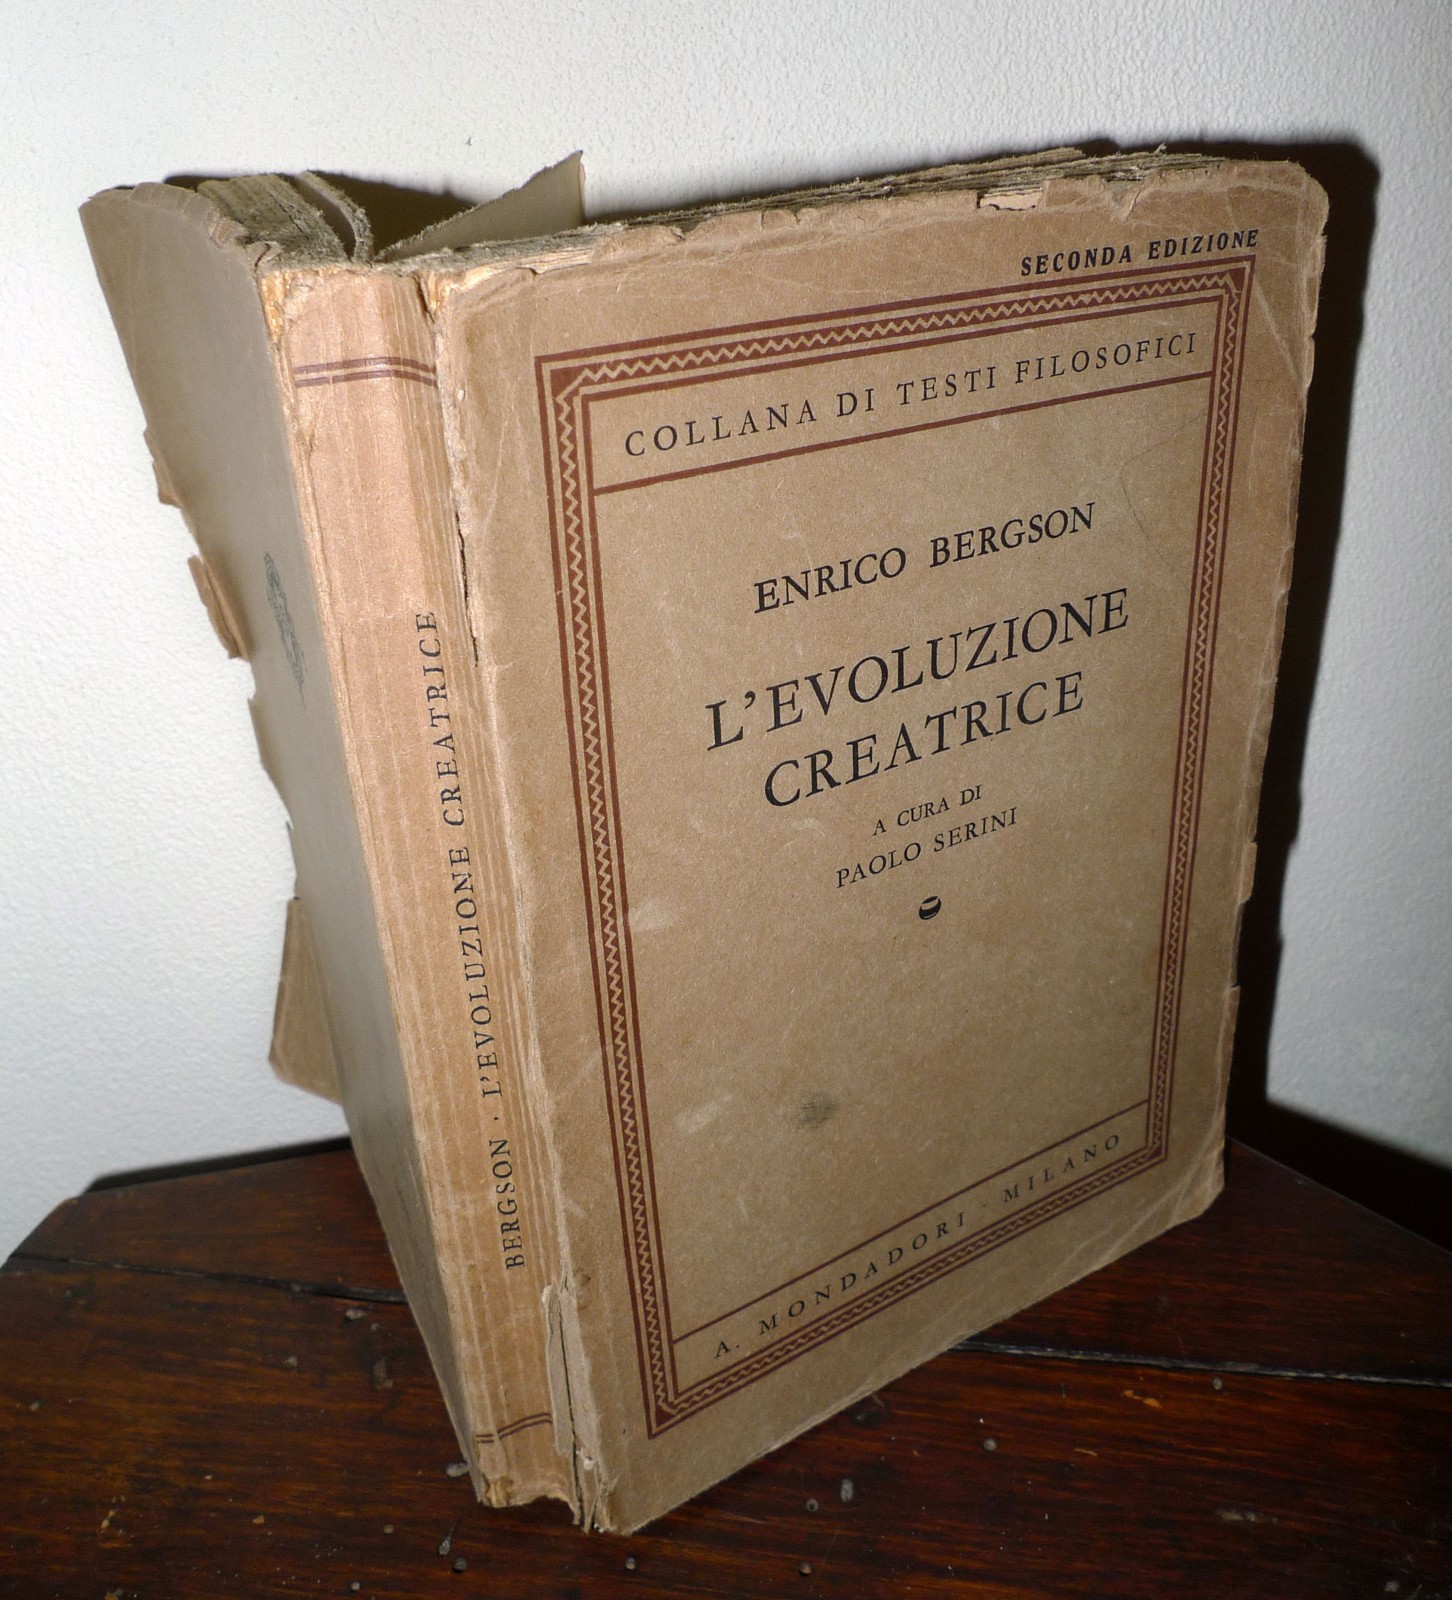 SECONDA EDIZIONE
COLLANA DI TESTI FILOSOFICI
ENRICO BERGSON
L'EVOLUZIONE
CREATRICE
A CURA DI
PAOLO SERINI
A. MONDADORI · MILANO
BERGSON · L'EVOLUZIONE CREATRICE